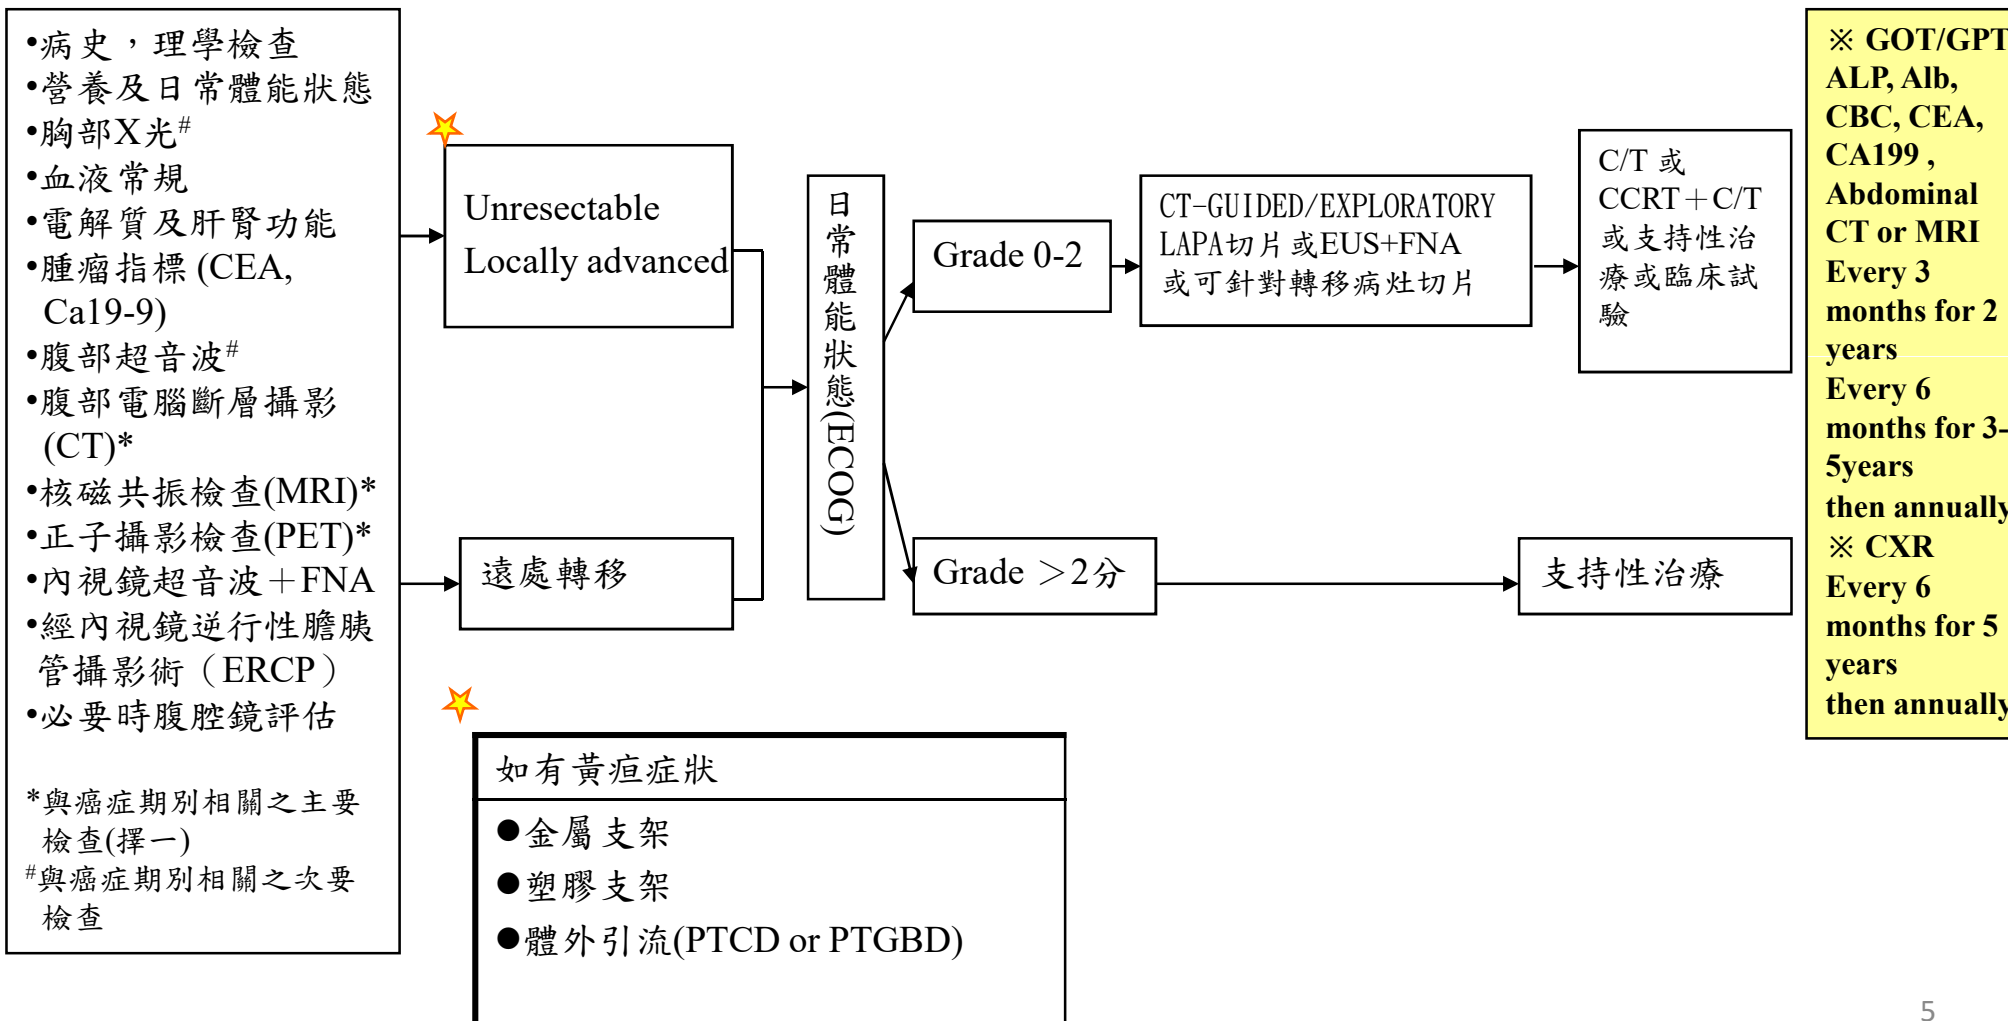 •病史，理學檢查
•營養及日常體能狀態
•胸部X光#
•血液常規
•電解質及肝腎功能
•腫瘤指標 (CEA,
Ca19-9)
•腹部超音波#
•腹部電腦斷層攝影
(CT)*
•核磁共振檢查(MRI)*
•正子攝影檢查(PET)*
•內視鏡超音波＋FNA
•經內視鏡逆行性膽胰
管攝影術（ERCP）
•必要時腹腔鏡評估
*與癌症期別相關之主要
檢查(擇一)
#與癌症期別相關之次要
檢查
Unresectable
Locally advanced
遠處轉移
日常體能狀態(ECOG)
Grade 0-2
Grade ＞2分
CT-GUIDED/EXPLORATORY
LAPA切片或EUS+FNA
或可針對轉移病灶切片
C/T 或
CCRT＋C/T
或支持性治
療或臨床試
驗
支持性治療
※ GOT/GPT
ALP, Alb,
CBC, CEA,
CA199 ,
Abdominal
CT or MRI
Every 3
months for 2
years
Every 6
months for 3-
5years
then annually
※ CXR
Every 6
months for 5
years
then annually
如有黃疸症狀
●金屬支架
●塑膠支架
●體外引流(PTCD or PTGBD)
5